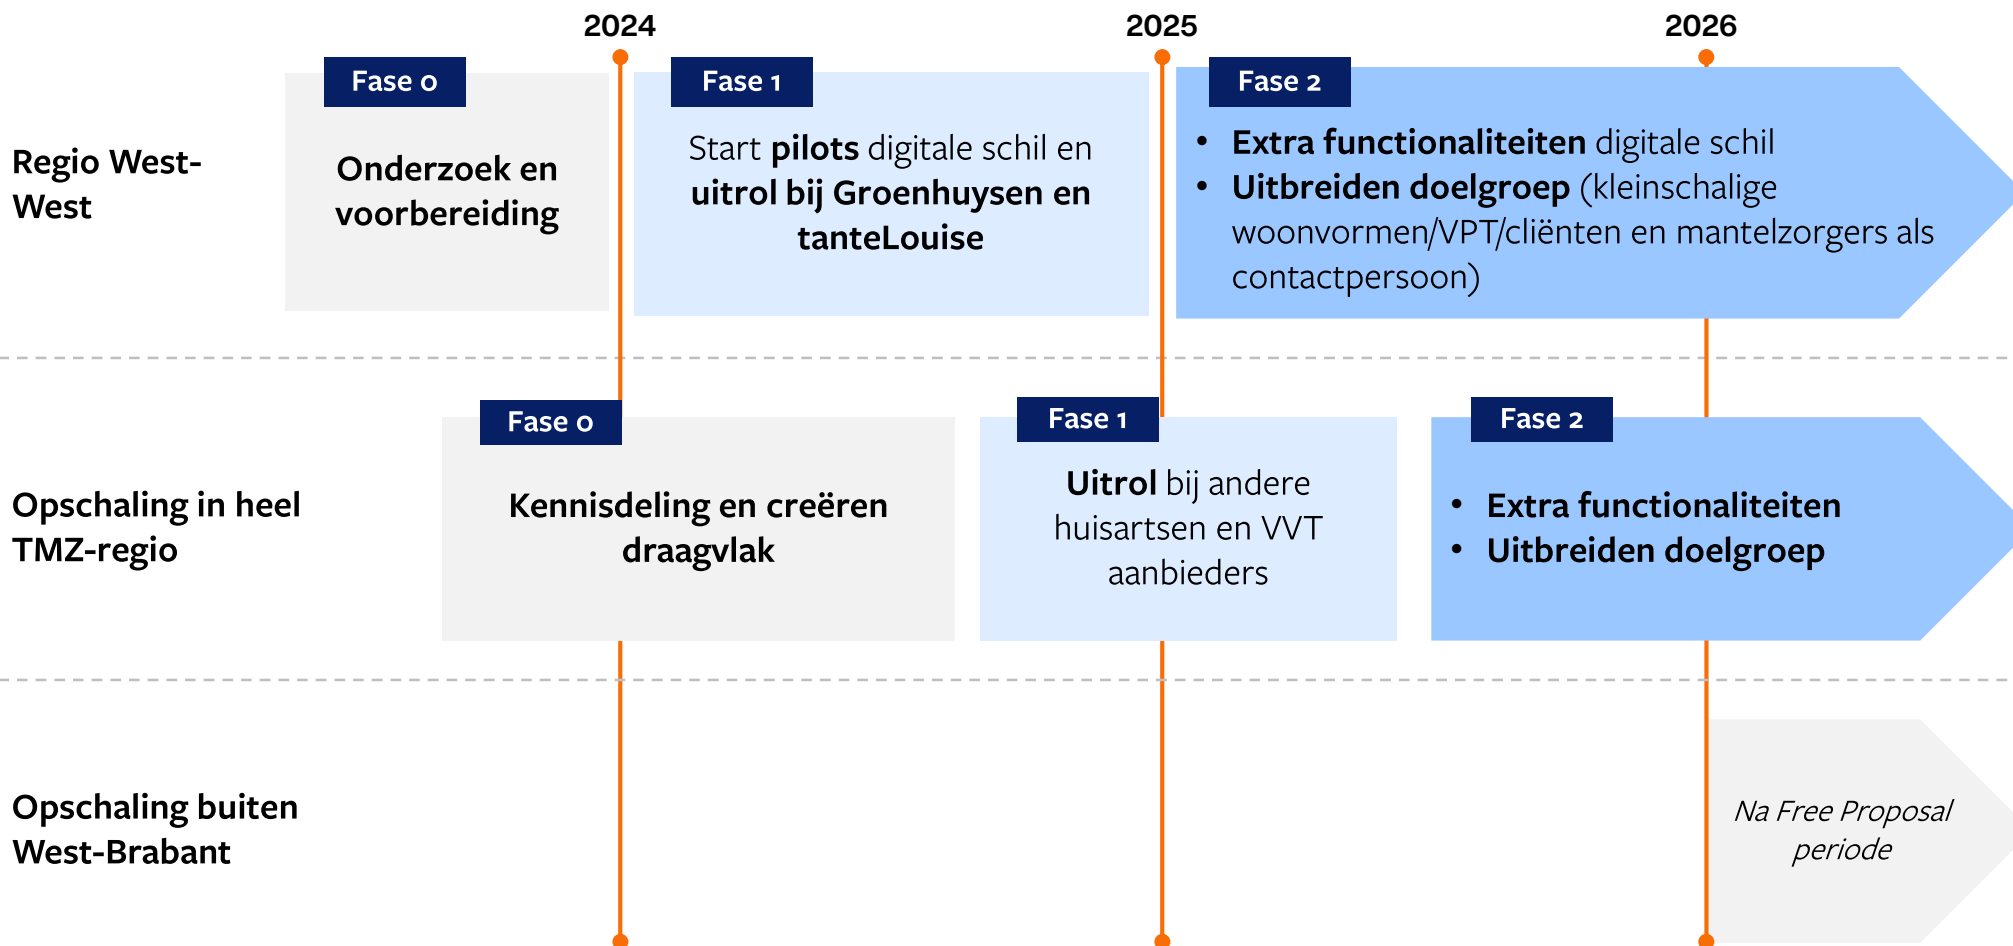 2024
2025
2026
Regio West-
West
Fase 0
Onderzoek en
voorbereiding
Fase 1
Start pilots digitale schil en
uitrol bij Groenhuysen en
tanteLouise
Fase 2
• Extra functionaliteiten digitale schil
• Uitbreiden doelgroep (kleinschalige
woonvormen/VPT/cliënten en mantelzorgers als
contactpersoon)
Opschaling in heel
TMZ-regio
Fase 0
Kennisdeling en creëren
draagvlak
Fase 1
Uitrol bij andere
huisartsen en VVT
aanbieders
Fase 2
• Extra functionaliteiten
• Uitbreiden doelgroep
Opschaling buiten
West-Brabant
Na Free Proposal
periode